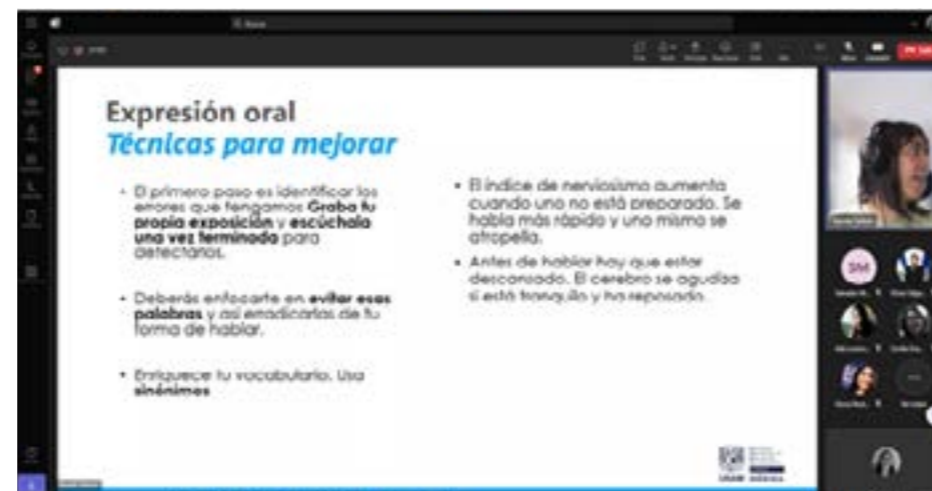 Expresión oral
Técnicas para mejorar
• El primero paso es identificar los
errores que tengamos Graba tu
propia exposición y escúchala
una vez terminada para
detectarlos.
• Deberás enfocarte en evitar esas
palabras y así erradicarlas de tu
forma de hablar.
• Enriquece tu vocabulario. Usa
sinónimos
• El índice de nerviosismo aumenta
cuando uno no está preparado. Se
habla más rápido y uno mismo se
atropella.
• Antes de hablar hay que estar
descansado. El cerebro se agudiza
si está tranquilo y ha reposado.
SM
UNAM